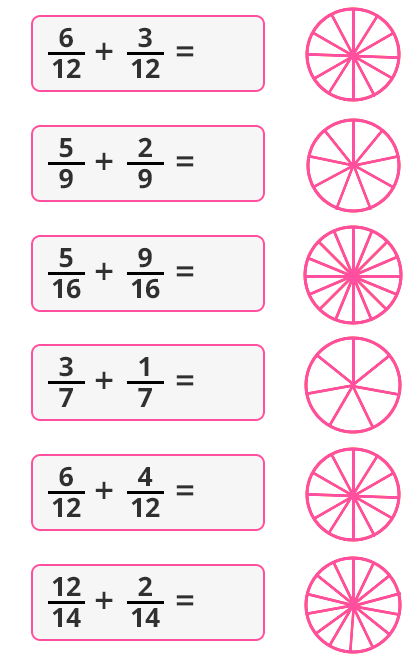 6/12 + 3/12 =
5/9 + 2/9 =
5/16 + 9/16 =
3/7 + 1/7 =
6/12 + 4/12 =
12/14 + 2/14 =